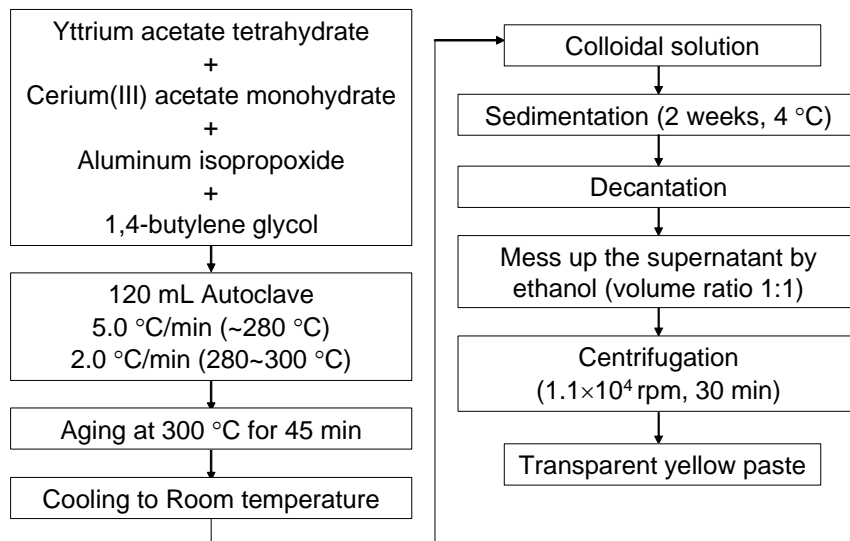 Yttrium acetate tetrahydrate
+
Cerium(III) acetate monohydrate
+
Aluminum isopropoxide
+
1,4-butylene glycol
120 mL Autoclave
5.0 °C/min (~280 °C)
2.0 °C/min (280~300 °C)
Aging at 300 °C for 45 min
Cooling to Room temperature
Colloidal solution
Sedimentation (2 weeks, 4 °C)
Decantation
Mess up the supernatant by
ethanol (volume ratio 1:1)
Centrifugation
(1.1×10⁴ rpm, 30 min)
Transparent yellow paste